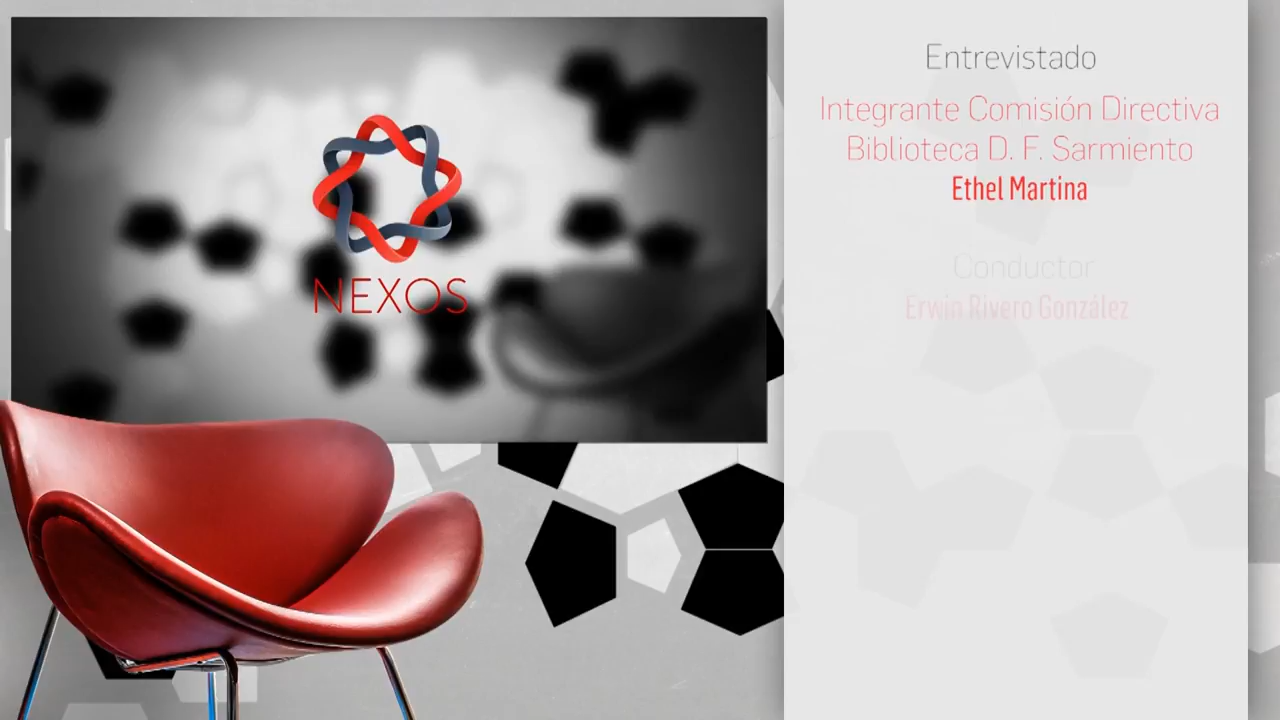 NEXOS
Entrevistado
Integrante Comisión Directiva
Biblioteca D. F. Sarmiento
Ethel Martina
Conductor
Erwin Rivero González